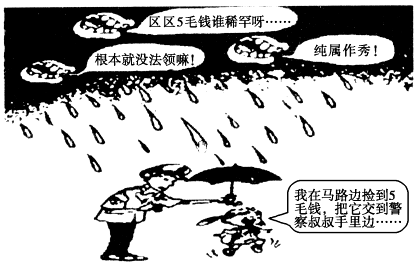 区区5毛钱谁稀罕呀……
根本就没法领嘛!
纯属作秀!
我在马路边捡到5
毛钱，把它交到警
察叔叔手里边……